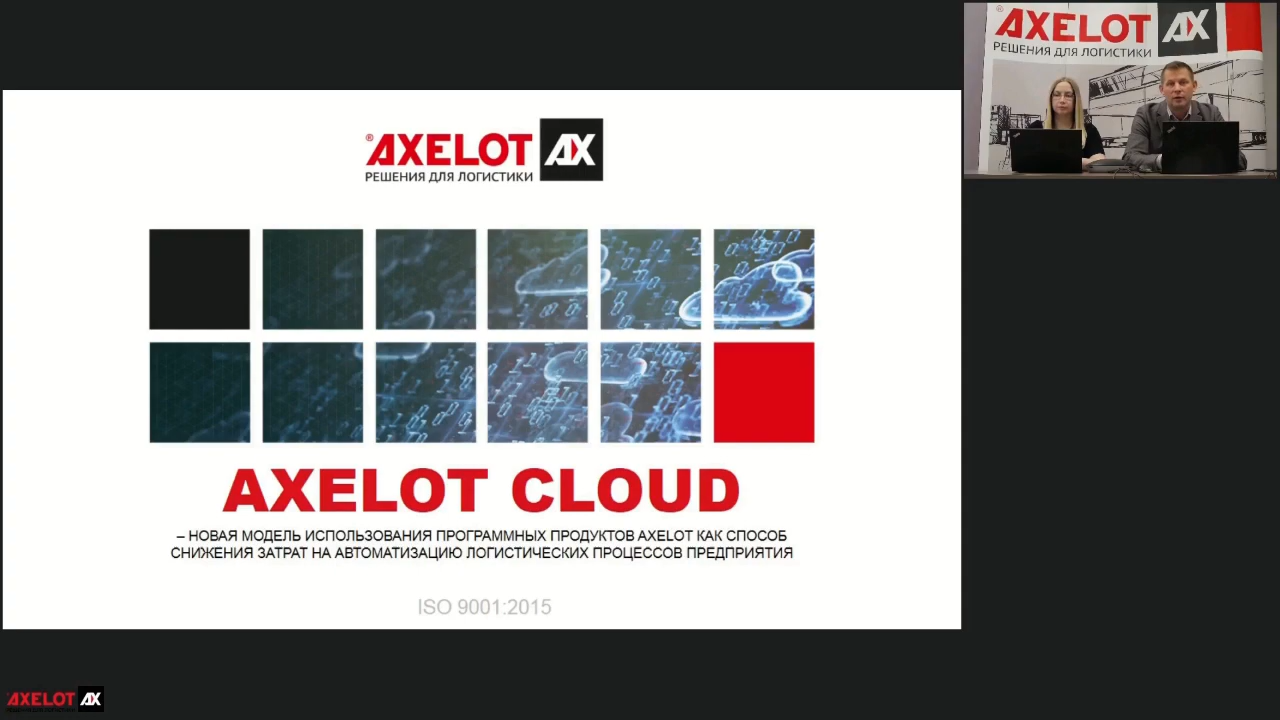 ®AXELOT AX
РЕШЕНИЯ ДЛЯ ЛОГИСТИКИ
®AXELOT AX
РЕШЕНИЯ ДЛЯ ЛОГИСТИКИ
AXELOT CLOUD
– НОВАЯ МОДЕЛЬ ИСПОЛЬЗОВАНИЯ ПРОГРАММНЫХ ПРОДУКТОВ AXELOT КАК СПОСОБ
СНИЖЕНИЯ ЗАТРАТ НА АВТОМАТИЗАЦИЮ ЛОГИСТИЧЕСКИХ ПРОЦЕССОВ ПРЕДПРИЯТИЯ
ISO 9001:2015
AXELOT AX